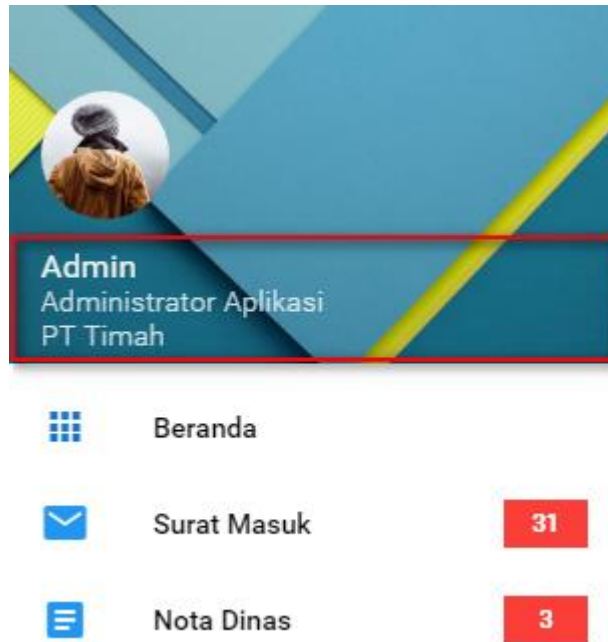 Admin
Administrator Aplikasi
PT Timah
Beranda
Surat Masuk 31
Nota Dinas 3